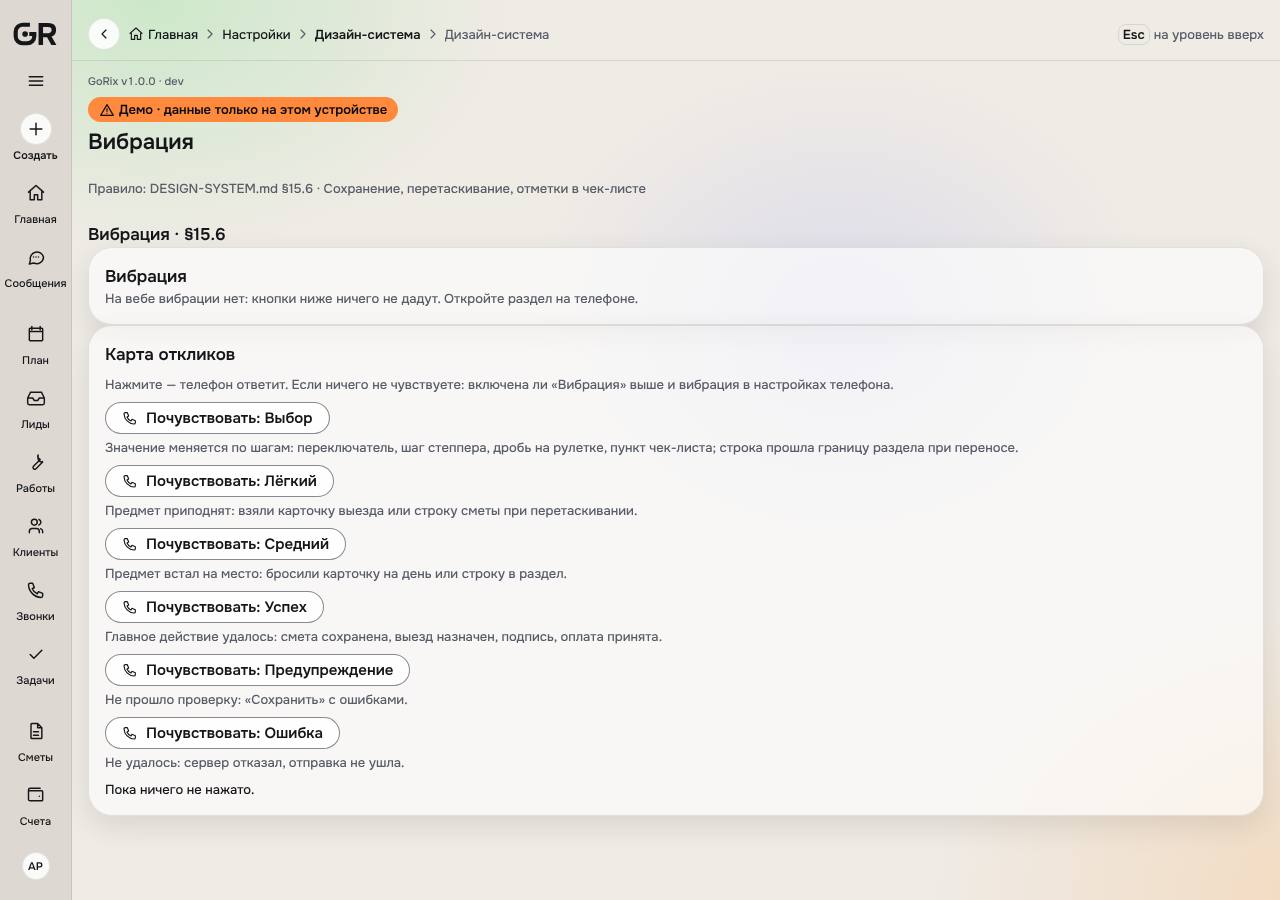 GR
Главная
Настройки
Дизайн-система
Дизайн-система
Esc на уровень вверх
GoRix v1.0.0 · dev
Демо · данные только на этом устройстве
Вибрация
Правило: DESIGN-SYSTEM.md §15.6 · Сохранение, перетаскивание, отметки в чек-листе
Вибрация · §15.6
Вибрация
На вебе вибрации нет: кнопки ниже ничего не дадут. Откройте раздел на телефоне.
Карта откликов
Нажмите — телефон ответит. Если ничего не чувствуете: включена ли «Вибрация» выше и вибрация в настройках телефона.
Почувствовать: Выбор
Значение меняется по шагам: переключатель, шаг степпера, дробь на рулетке, пункт чек-листа; строка прошла границу раздела при переносе.
Почувствовать: Лёгкий
Предмет приподнят: взяли карточку выезда или строку сметы при перетаскивании.
Почувствовать: Средний
Предмет встал на место: бросили карточку на день или строку в раздел.
Почувствовать: Успех
Главное действие удалось: смета сохранена, выезд назначен, подпись, оплата принята.
Почувствовать: Предупреждение
Не прошло проверку: «Сохранить» с ошибками.
Почувствовать: Ошибка
Не удалось: сервер отказал, отправка не ушла.
Пока ничего не нажато.
Создать
Главная
Сообщения
План
Лиды
Работы
Клиенты
Звонки
Задачи
Сметы
Счета
AP